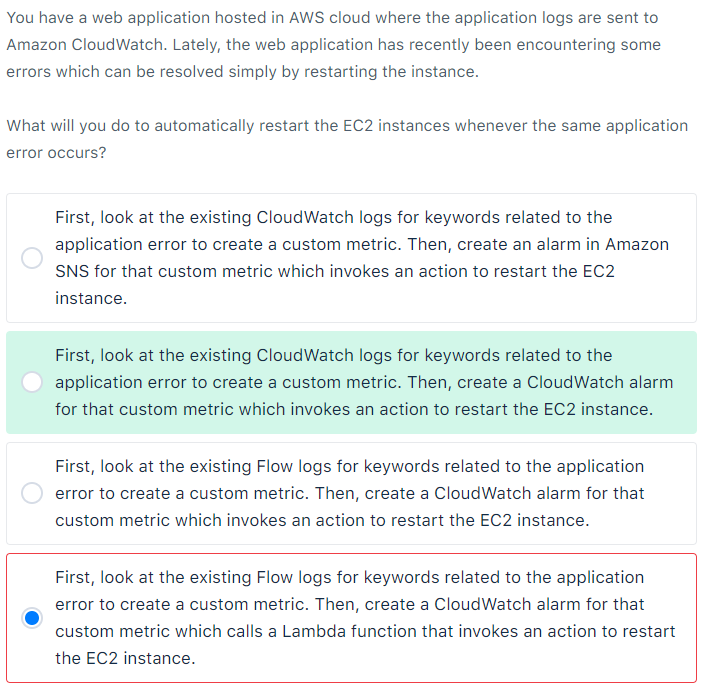 You have a web application hosted in AWS cloud where the application logs are sent to
Amazon CloudWatch. Lately, the web application has recently been encountering some
errors which can be resolved simply by restarting the instance.
What will you do to automatically restart the EC2 instances whenever the same application
error occurs?
First, look at the existing CloudWatch logs for keywords related to the
application error to create a custom metric. Then, create an alarm in Amazon
SNS for that custom metric which invokes an action to restart the EC2
instance.
First, look at the existing CloudWatch logs for keywords related to the
application error to create a custom metric. Then, create a CloudWatch alarm
for that custom metric which invokes an action to restart the EC2 instance.
First, look at the existing Flow logs for keywords related to the application
error to create a custom metric. Then, create a CloudWatch alarm for that
custom metric which invokes an action to restart the EC2 instance.
First, look at the existing Flow logs for keywords related to the application
error to create a custom metric. Then, create a CloudWatch alarm for that
custom metric which calls a Lambda function that invokes an action to restart
the EC2 instance.